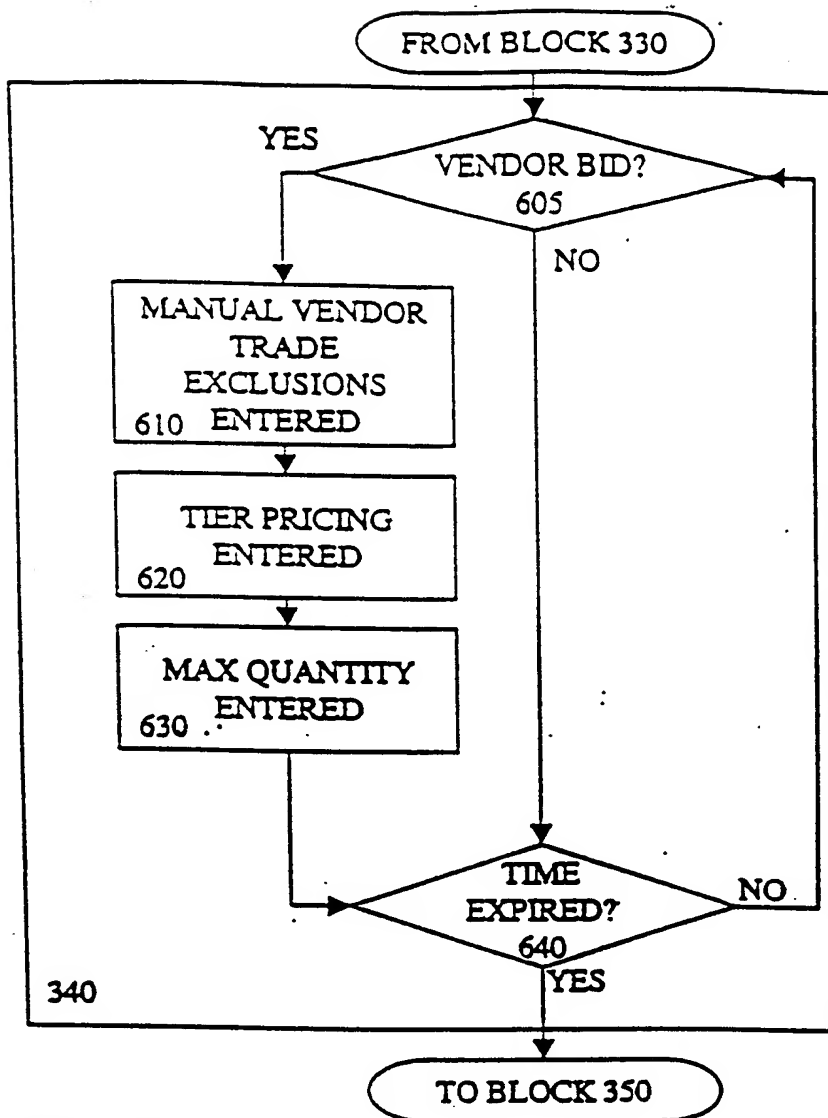 FROM BLOCK 330
YES
VENDOR BID?
605
NO
MANUAL VENDOR
TRADE
EXCLUSIONS
610 ENTERED
TIER PRICING
ENTERED
620
MAX QUANTITY
ENTERED
630
TIME
EXPIRED?
640
NO
YES
340
TO BLOCK 350